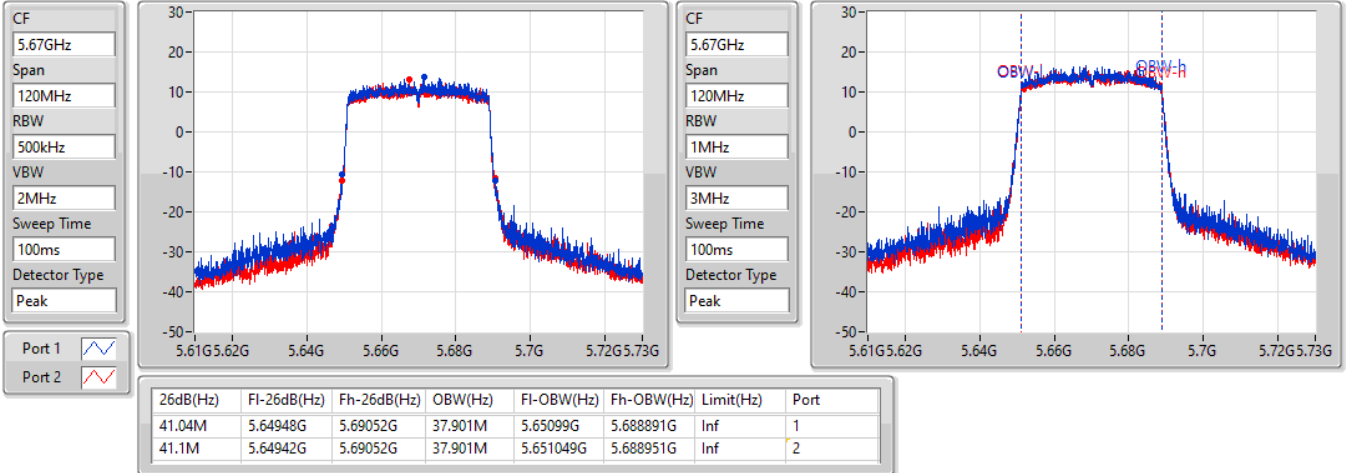 CF
5.67GHz
Span
120MHz
RBW
500kHz
VBW
2MHz
Sweep Time
100ms
Detector Type
Peak
Port 1
Port 2
30
20
10
0
-10
-20
-30
-40
-50
5.61G 5.62G 5.64G 5.66G 5.68G 5.7G 5.72G 5.73G
CF
5.67GHz
Span
120MHz
RBW
1MHz
VBW
3MHz
Sweep Time
100ms
Detector Type
Peak
30
20
10
0
-10
-20
-30
-40
-50
OBW-l OBW-h
OBW-h
5.61G 5.62G 5.64G 5.66G 5.68G 5.7G 5.72G 5.73G
26dB(Hz) Fl-26dB(Hz) Fh-26dB(Hz) OBW(Hz) Fl-OBW(Hz) Fh-OBW(Hz) Limit(Hz) Port
41.04M 5.64948G 5.69052G 37.901M 5.65099G 5.688891G Inf 1
41.1M 5.64942G 5.69052G 37.901M 5.651049G 5.688951G Inf 2